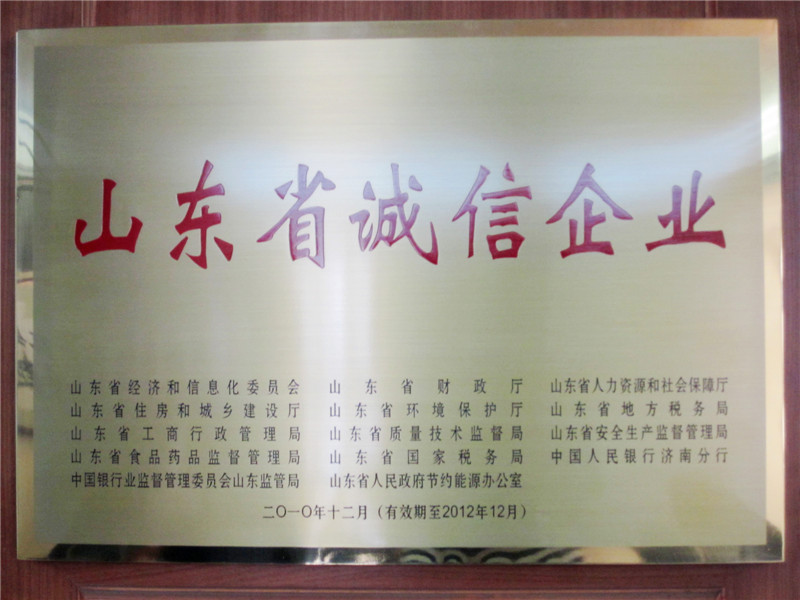 山东省诚信企业
山东省经济和信息化委员会 山东省财政厅 山东省人力资源和社会保障厅
山东省住房和城乡建设厅 山东省环境保护厅 山东省地方税务局
山东省工商行政管理局 山东省质量技术监督局 山东省安全生产监督管理局
山东省食品药品监督管理局 山东省国家税务局 中国人民银行济南分行
中国银行业监督管理委员会山东监管局 山东省人民政府节约能源办公室
二〇一〇年十二月（有效期至2012年12月）